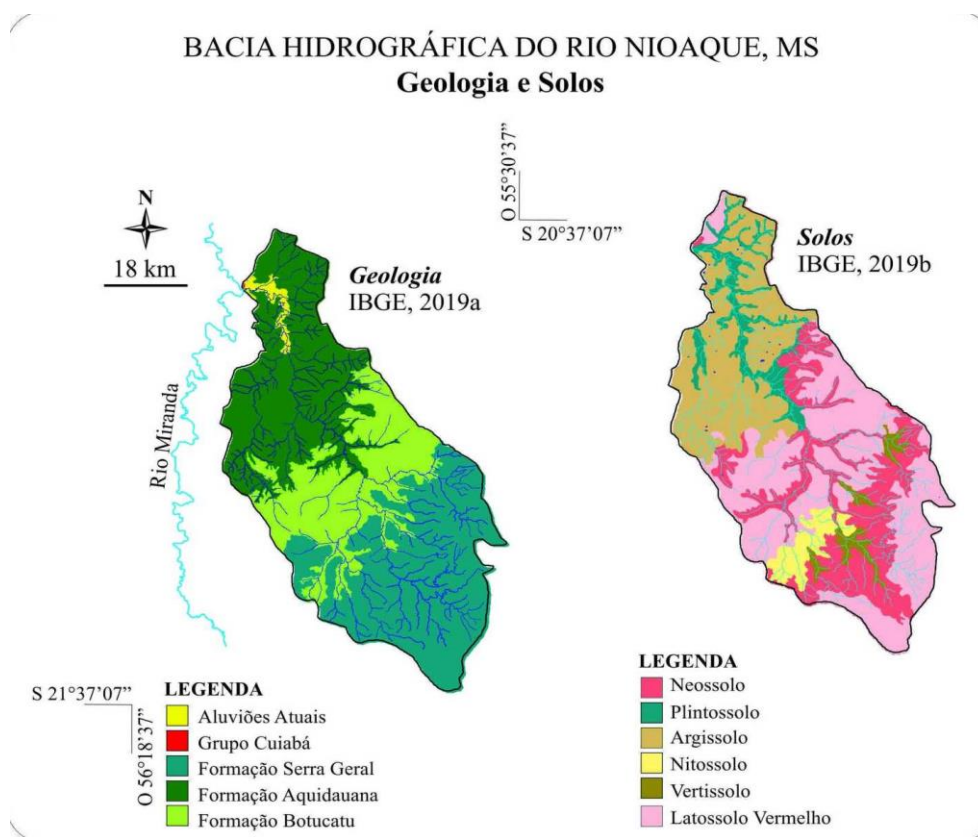 BACIA HIDROGRÁFICA DO RIO NIOAQUE, MS
Geologia e Solos
O 55°30'37”
S 20°37'07”
N
18 km
Geologia
IBGE, 2019a
Solos
IBGE, 2019b
Rio Miranda
S 21°37'07”
O 56°18'37”
LEGENDA
Aluviões Atuais
Grupo Cuiabá
Formação Serra Geral
Formação Aquidauana
Formação Botucatu
LEGENDA
Neossolo
Plintossolo
Argissolo
Nitossolo
Vertissolo
Latossolo Vermelho